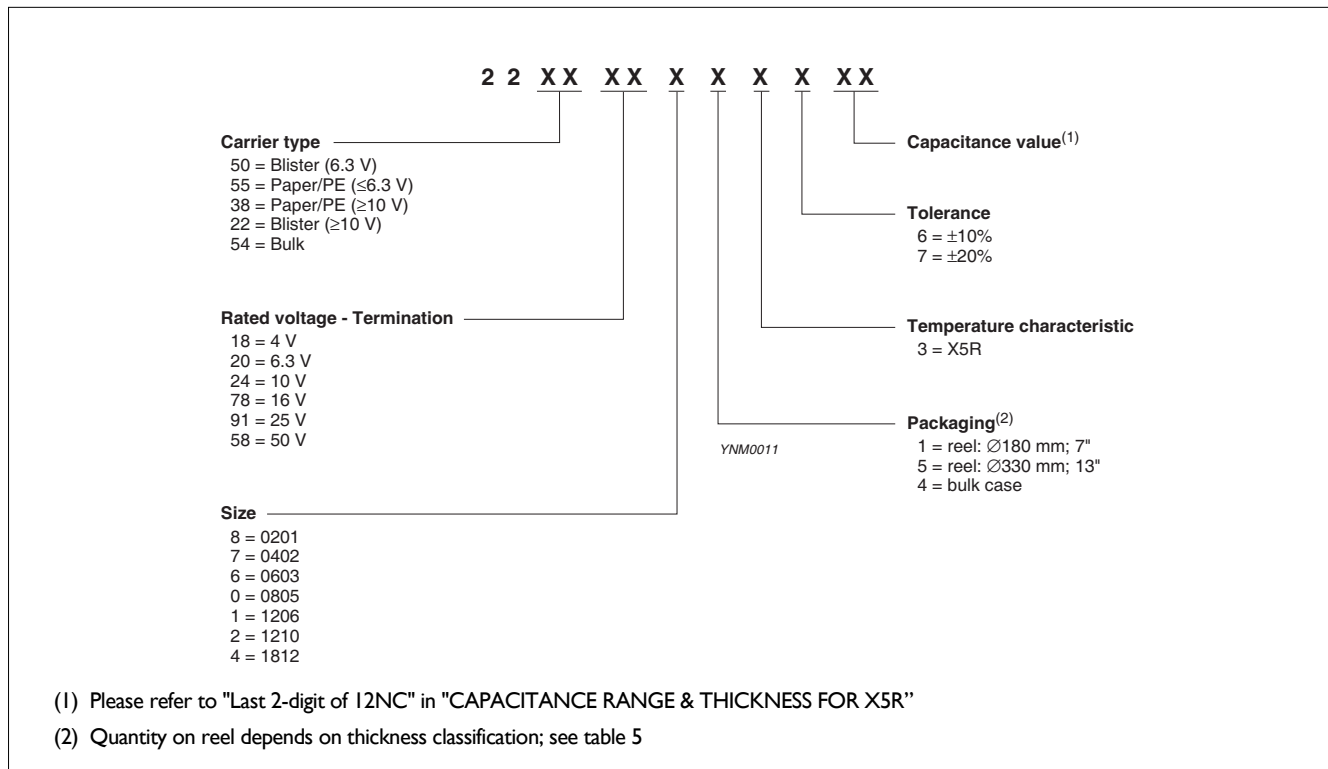 2 2 X X X X X X X X X X
Carrier type
50 = Blister (6.3 V)
55 = Paper/PE (≤6.3 V)
38 = Paper/PE (≥10 V)
22 = Blister (≥10 V)
54 = Bulk
Rated voltage - Termination
18 = 4 V
20 = 6.3 V
24 = 10 V
78 = 16 V
91 = 25 V
58 = 50 V
Size
8 = 0201
7 = 0402
6 = 0603
0 = 0805
1 = 1206
2 = 1210
4 = 1812
Capacitance value(1)
Tolerance
6 = ±10%
7 = ±20%
Temperature characteristic
3 = X5R
Packaging(2)
1 = reel: ∅180 mm; 7"
5 = reel: ∅330 mm; 13"
4 = bulk case
YNM0011
(1) Please refer to "Last 2-digit of 12NC" in "CAPACITANCE RANGE & THICKNESS FOR X5R”
(2) Quantity on reel depends on thickness classification; see table 5